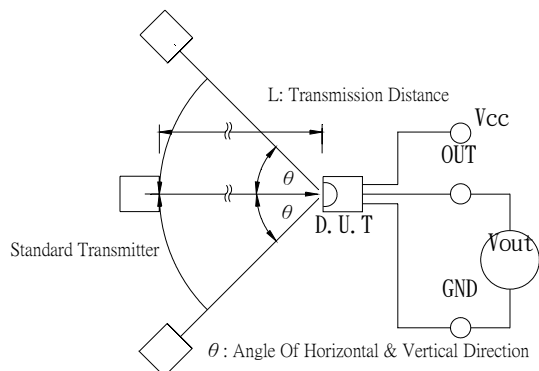 L: Transmission Distance
Vcc
OUT
θ
θ
D.U.T
Standard Transmitter
Vout
GND
θ: Angle Of Horizontal & Vertical Direction